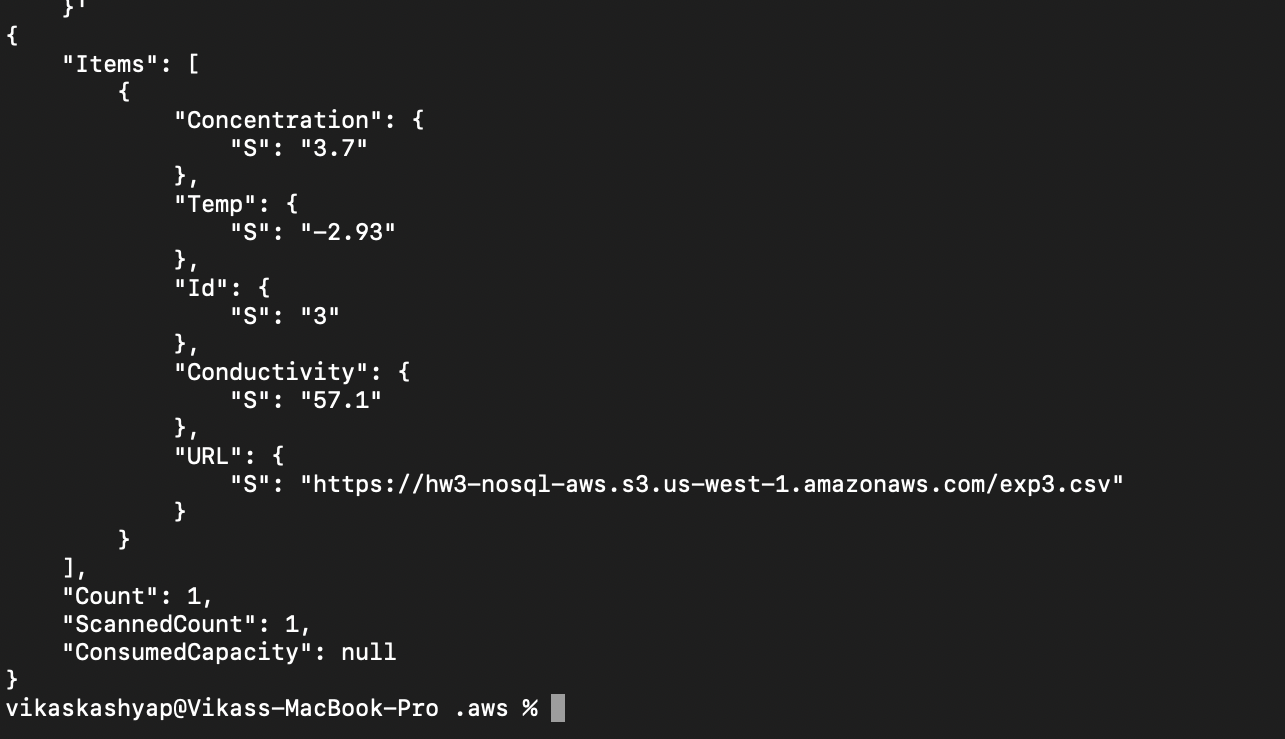 }'
{
    "Items": [
        {
            "Concentration": {
                "S": "3.7"
            },
            "Temp": {
                "S": "-2.93"
            },
            "Id": {
                "S": "3"
            },
            "Conductivity": {
                "S": "57.1"
            },
            "URL": {
                "S": "https://hw3-nosql-aws.s3.us-west-1.amazonaws.com/exp3.csv"
            }
        }
    ],
    "Count": 1,
    "ScannedCount": 1,
    "ConsumedCapacity": null
}
vikaskashyap@Vikass-MacBook-Pro .aws %